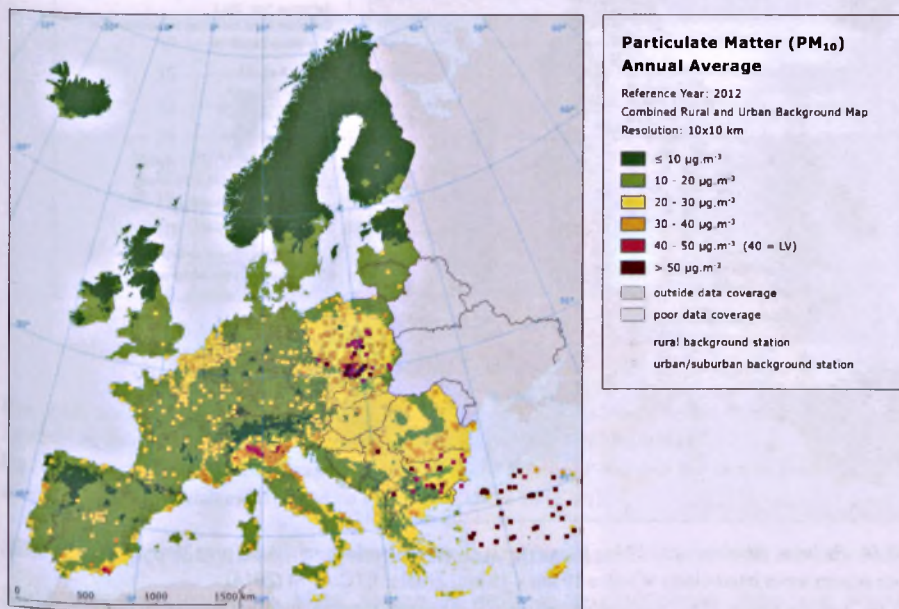 Particulate Matter (PM₁₀)
Annual Average
Reference Year: 2012
Combined Rural and Urban Background Map
Resolution: 10x10 km
≤ 10 µg.m⁻³
10 - 20 µg.m⁻³
20 - 30 µg.m⁻³
30 - 40 µg.m⁻³
40 - 50 µg.m⁻³ (40 = LV)
> 50 µg.m⁻³
outside data coverage
poor data coverage
rural background station
urban/suburban background station
0 500 1000 1500 km